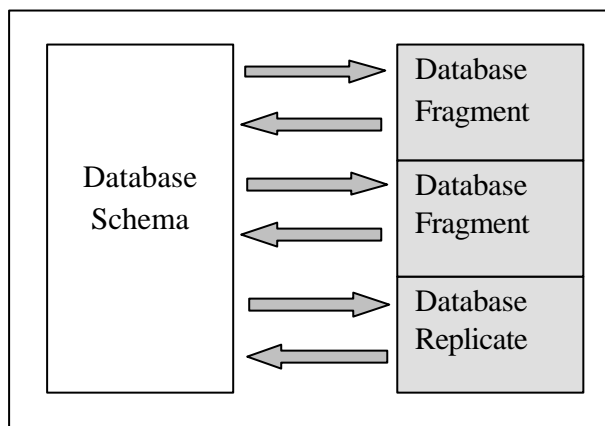 Database
Schema
Database
Fragment
Database
Fragment
Database
Replicate